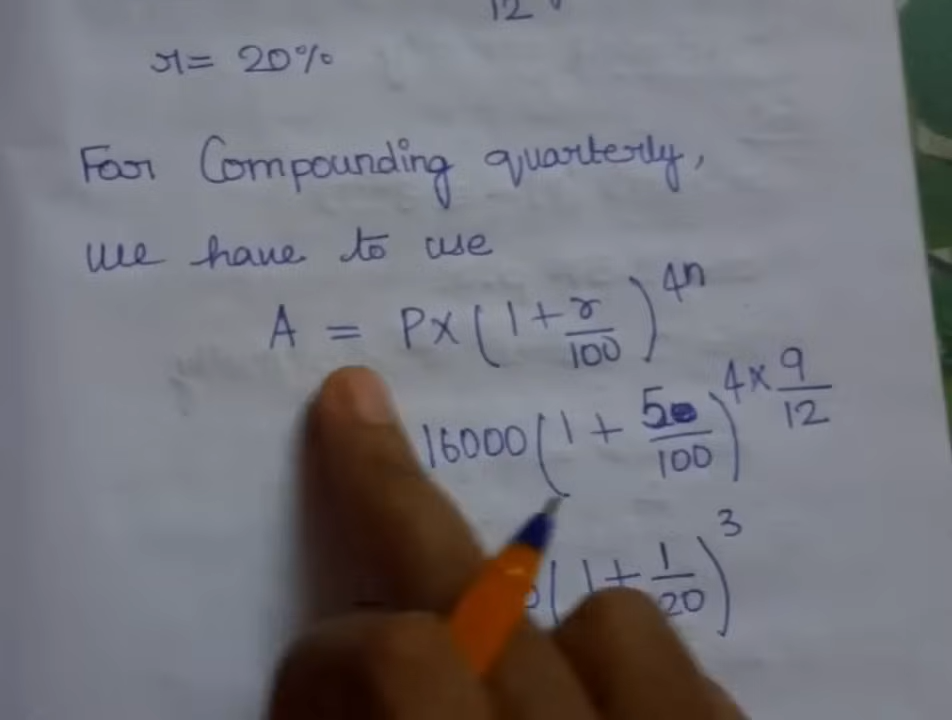 12
r = 20%
For Compounding quarterly,
we have to use
A = P× ( 1 + r/100 )^4n
16000 ( 1 + 5/100 )^4 × 9/12
( 1 + 1/20 )^3